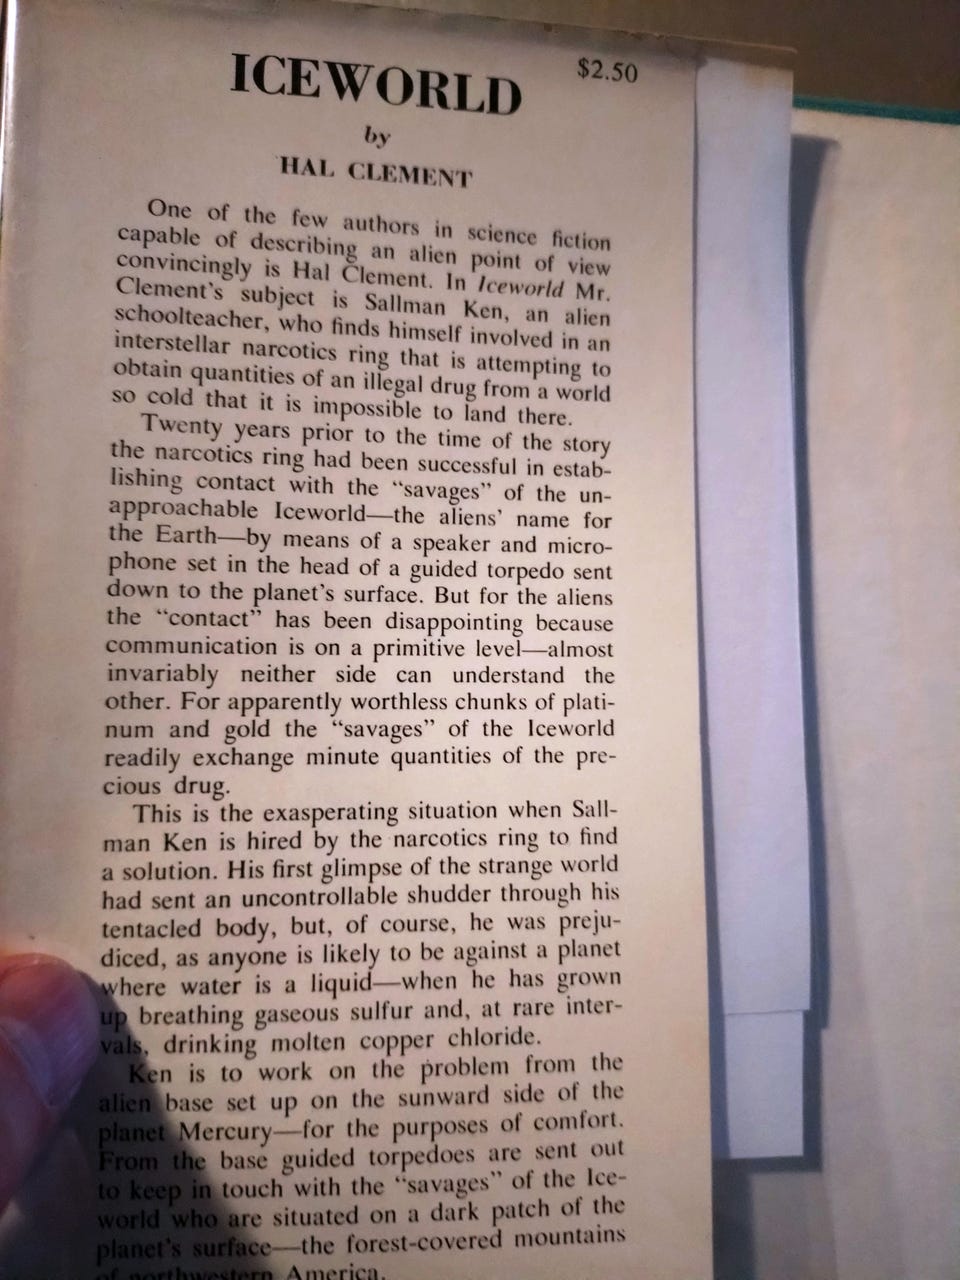 ICEWORLD
$2.50
by
HAL CLEMENT
One of the few authors in science fiction
capable of describing an alien point of view
convincingly is Hal Clement. In Iceworld Mr.
Clement's subject is Sallman Ken, an alien
schoolteacher, who finds himself involved in an
interstellar narcotics ring that is attempting to
obtain quantities of an illegal drug from a world
so cold that it is impossible to land there.
Twenty years prior to the time of the story
the narcotics ring had been successful in estab-
lishing contact with the “savages” of the un-
approachable Iceworld—the aliens' name for
the Earth—by means of a speaker and micro-
phone set in the head of a guided torpedo sent
down to the planet's surface. But for the aliens
the “contact” has been disappointing because
communication is on a primitive level—almost
invariably neither side can understand the
other. For apparently worthless chunks of plati-
num and gold the “savages” of the Iceworld
readily exchange minute quantities of the pre-
cious drug.
This is the exasperating situation when Sall-
man Ken is hired by the narcotics ring to find
a solution. His first glimpse of the strange world
had sent an uncontrollable shudder through his
tentacled body, but, of course, he was preju-
diced, as anyone is likely to be against a planet
where water is a liquid—when he has grown
up breathing gaseous sulfur and, at rare inter-
vals, drinking molten copper chloride.
Ken is to work on the problem from the
alien base set up on the sunward side of the
planet Mercury—for the purposes of comfort.
From the base guided torpedoes are sent out
to keep in touch with the “savages” of the Ice-
world who are situated on a dark patch of the
planet's surface—the forest-covered mountains
of northwestern America.